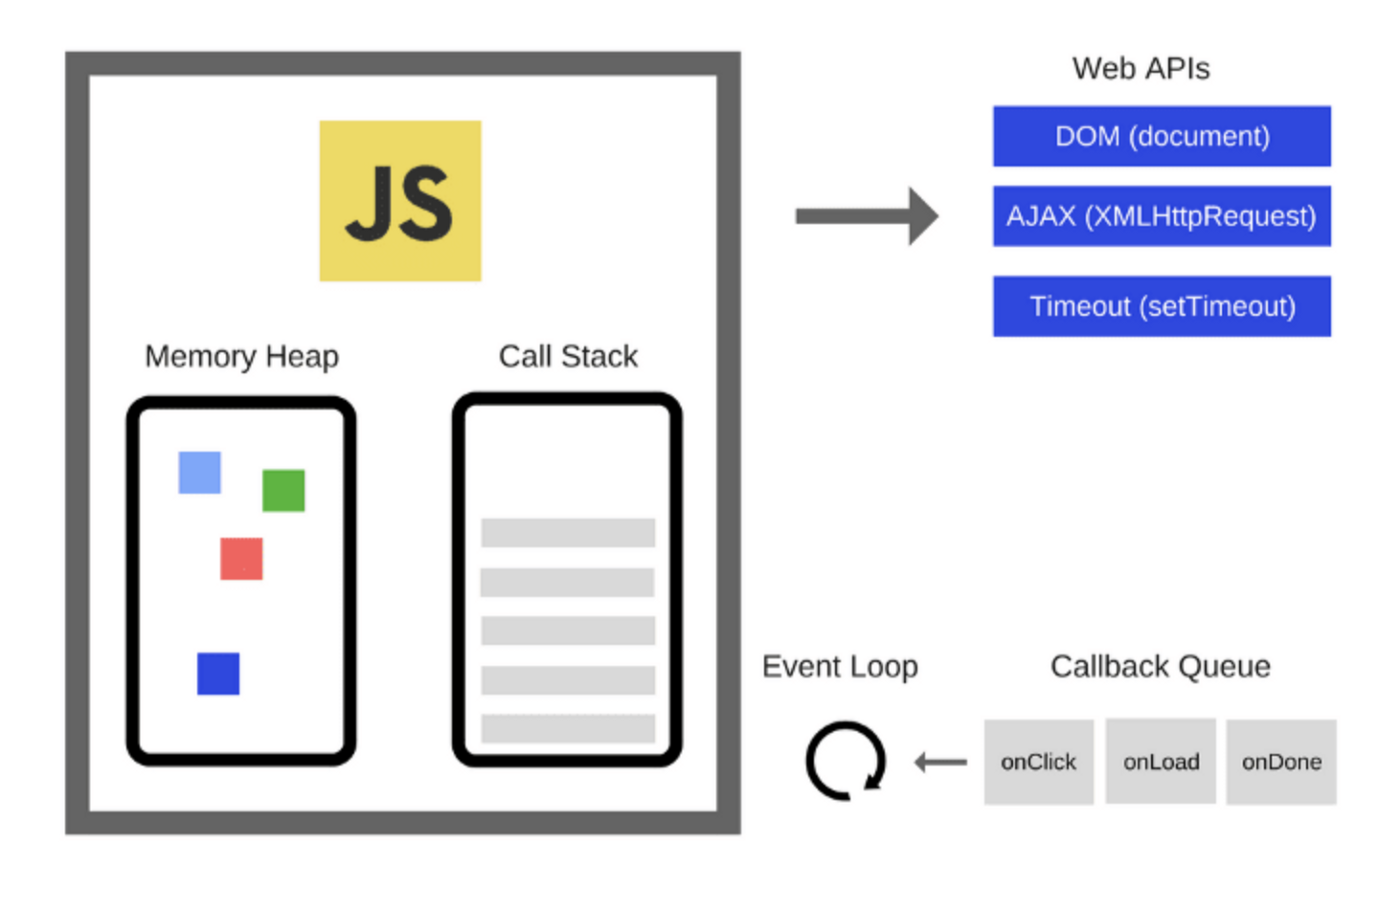 JS
Memory Heap
Call Stack
Web APIs
DOM (document)
AJAX (XMLHttpRequest)
Timeout (setTimeout)
Event Loop
Callback Queue
onClick
onLoad
onDone